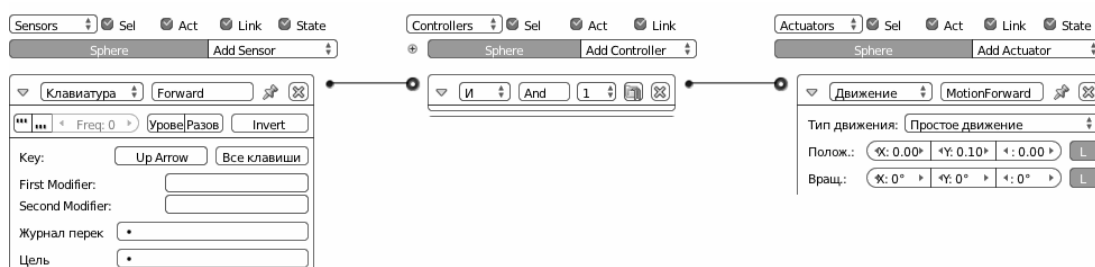 Sensors Sel Act Link State
Controllers Sel Act Link
Actuators Sel Act Link State
Sphere Add Sensor
Sphere Add Controller
Sphere Add Actuator
Клавиатура Forward
И And 1
Движение MotionForward
Freq: 0 Урове Разов Invert
Тип движения: Простое движение
Key: Up Arrow Все клавиши
Полож.: X: 0.00 Y: 0.10 : 0.00 L
First Modifier:
Вращ.: X: 0° Y: 0° : 0° L
Second Modifier:
Журнал перек
Цель